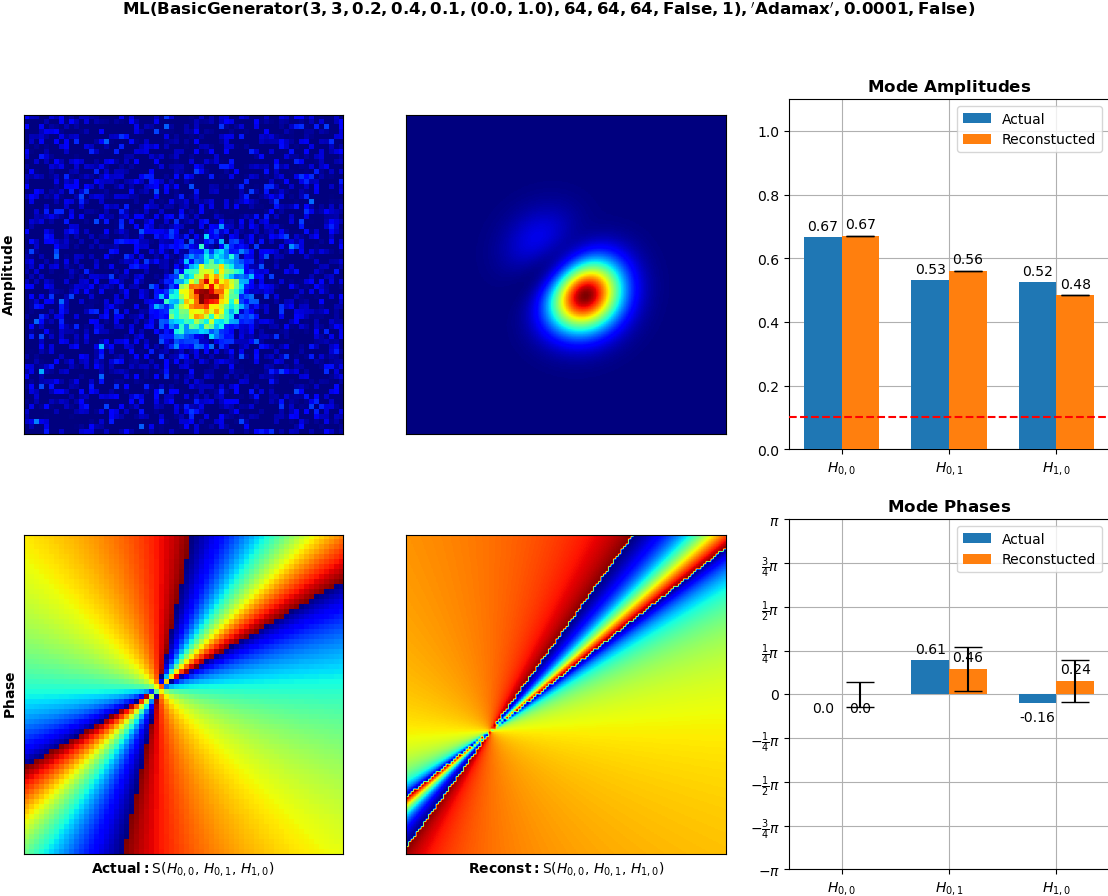 ML(BasicGenerator(3, 3, 0.2, 0.4, 0.1, (0.0, 1.0), 64, 64, 64, False, 1), 'Adamax', 0.0001, False)
Amplitude
Mode Amplitudes
Actual
Reconstucted
1.0
0.8
0.6
0.4
0.2
0.0
0.67
0.67
0.53
0.56
0.52
0.48
H0,0
H0,1
H1,0
Phase
Actual: S(H0,0, H0,1, H1,0)
Reconst: S(H0,0, H0,1, H1,0)
Mode Phases
Actual
Reconstucted
π
3/4π
1/2π
1/4π
0
−1/4π
−1/2π
−3/4π
−π
0.0
0.0
0.61
0.46
-0.16
0.24
H0,0
H0,1
H1,0